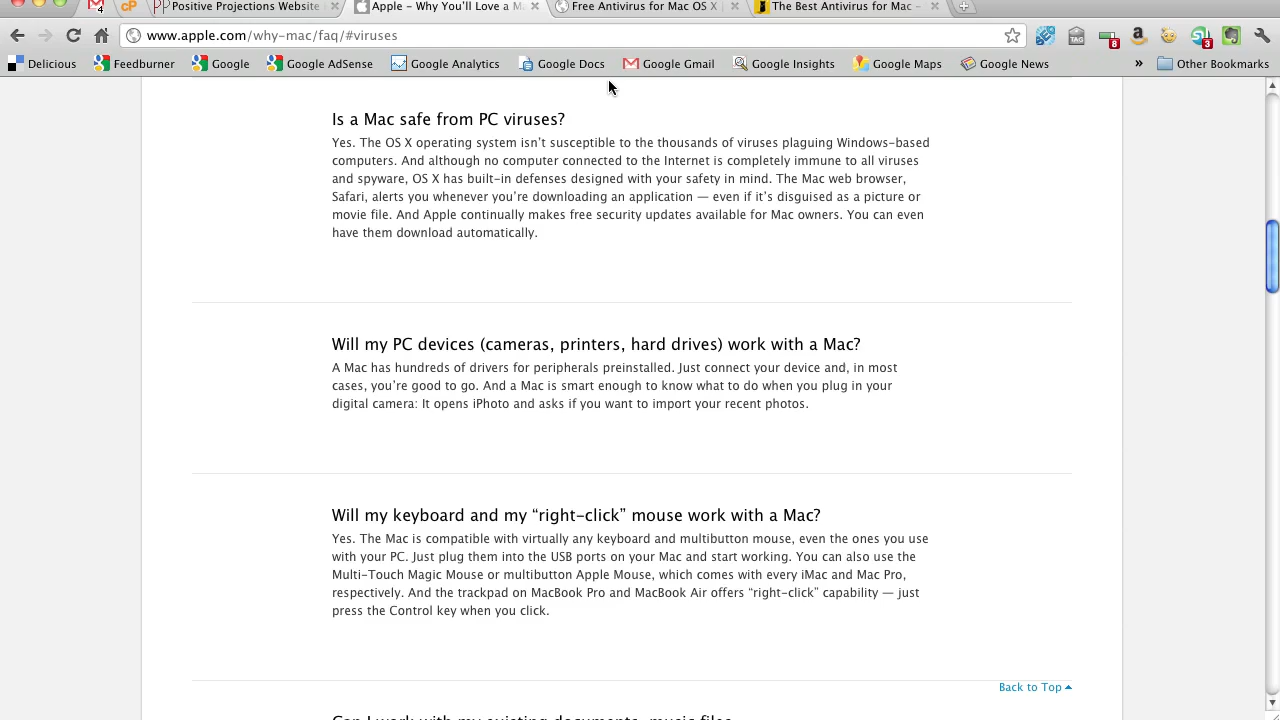 4
cP
Positive Projections Website
Apple – Why You'll Love a M
Free Antivirus for Mac OS X
The Best Antivirus for Mac –
www.apple.com/why-mac/faq/#viruses
TAG
8
3
Delicious
Feedburner
Google
Google AdSense
Google Analytics
Google Docs
Google Gmail
Google Insights
Google Maps
Google News
»
Other Bookmarks
Is a Mac safe from PC viruses?
Yes. The OS X operating system isn't susceptible to the thousands of viruses plaguing Windows-based
computers. And although no computer connected to the Internet is completely immune to all viruses
and spyware, OS X has built-in defenses designed with your safety in mind. The Mac web browser,
Safari, alerts you whenever you're downloading an application — even if it's disguised as a picture or
movie file. And Apple continually makes free security updates available for Mac owners. You can even
have them download automatically.
Will my PC devices (cameras, printers, hard drives) work with a Mac?
A Mac has hundreds of drivers for peripherals preinstalled. Just connect your device and, in most
cases, you're good to go. And a Mac is smart enough to know what to do when you plug in your
digital camera: It opens iPhoto and asks if you want to import your recent photos.
Will my keyboard and my “right-click” mouse work with a Mac?
Yes. The Mac is compatible with virtually any keyboard and multibutton mouse, even the ones you use
with your PC. Just plug them into the USB ports on your Mac and start working. You can also use the
Multi-Touch Magic Mouse or multibutton Apple Mouse, which comes with every iMac and Mac Pro,
respectively. And the trackpad on MacBook Pro and MacBook Air offers “right-click” capability — just
press the Control key when you click.
Back to Top
Can I work with my existing documents, music files